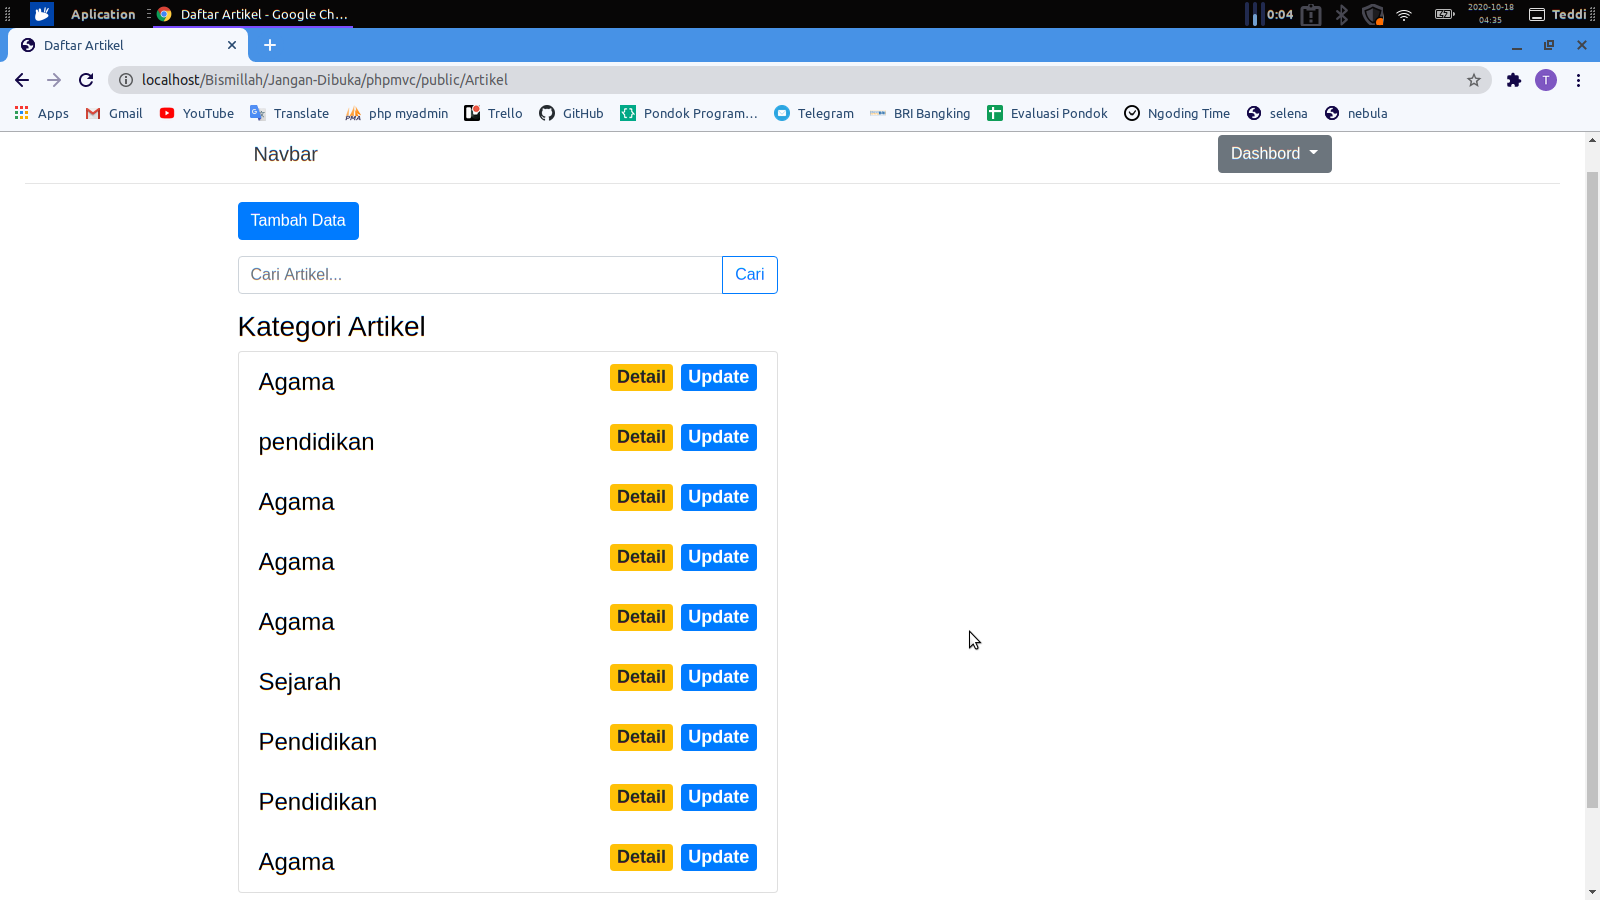 Aplication
Daftar Artikel - Google Ch...
0:04
2020-10-18
04:35
Teddi
Daftar Artikel
localhost/Bismillah/Jangan-Dibuka/phpmvc/public/Artikel
T
Apps
Gmail
YouTube
Translate
php myadmin
Trello
GitHub
Pondok Program...
Telegram
BRI Bangking
Evaluasi Pondok
Ngoding Time
selena
nebula
Navbar
Dashbord
Tambah Data
Cari Artikel...
Cari
Kategori Artikel
Agama Detail Update
pendidikan Detail Update
Agama Detail Update
Agama Detail Update
Agama Detail Update
Sejarah Detail Update
Pendidikan Detail Update
Pendidikan Detail Update
Agama Detail Update